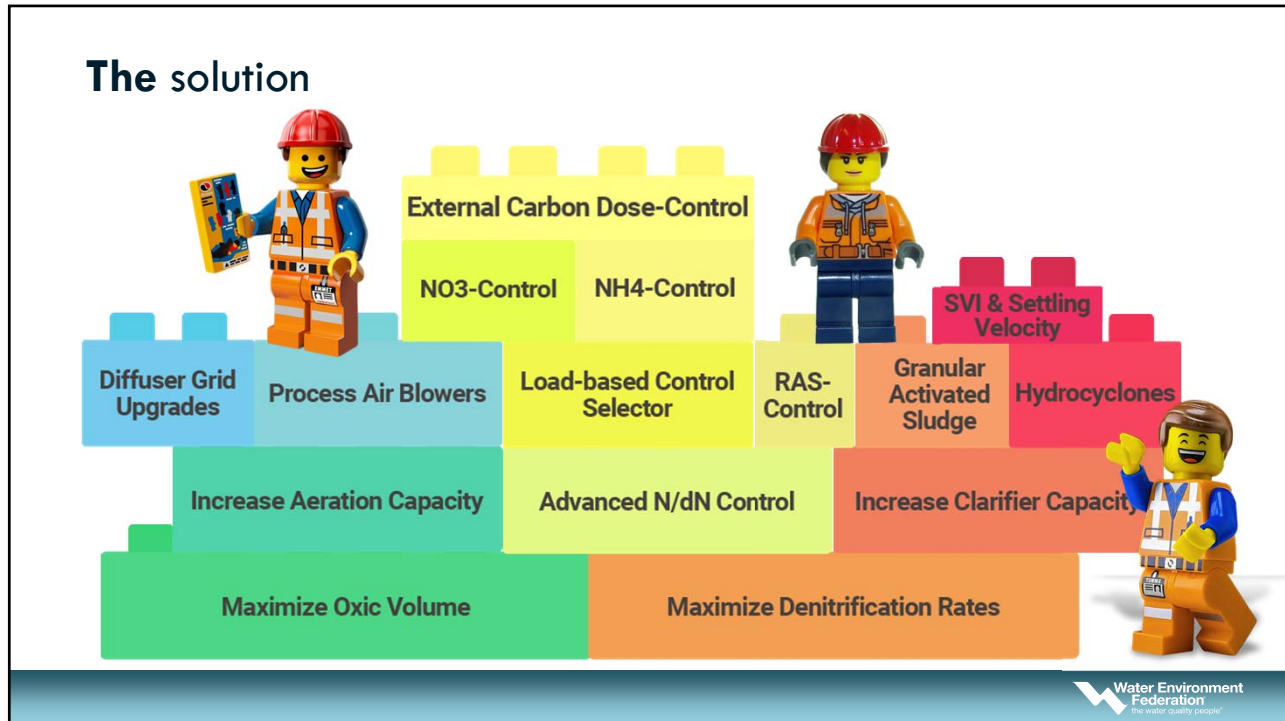 The solution
External Carbon Dose-Control
NO3-Control
NH4-Control
SVI & Settling
Velocity
Diffuser Grid
Upgrades
Process Air Blowers
Load-based Control
Selector
RAS-
Control
Granular
Activated
Sludge
Hydrocyclones
Increase Aeration Capacity
Advanced N/dN Control
Increase Clarifier Capacity
Maximize Oxic Volume
Maximize Denitrification Rates
EMMET
Water Environment
Federation
the water quality people®